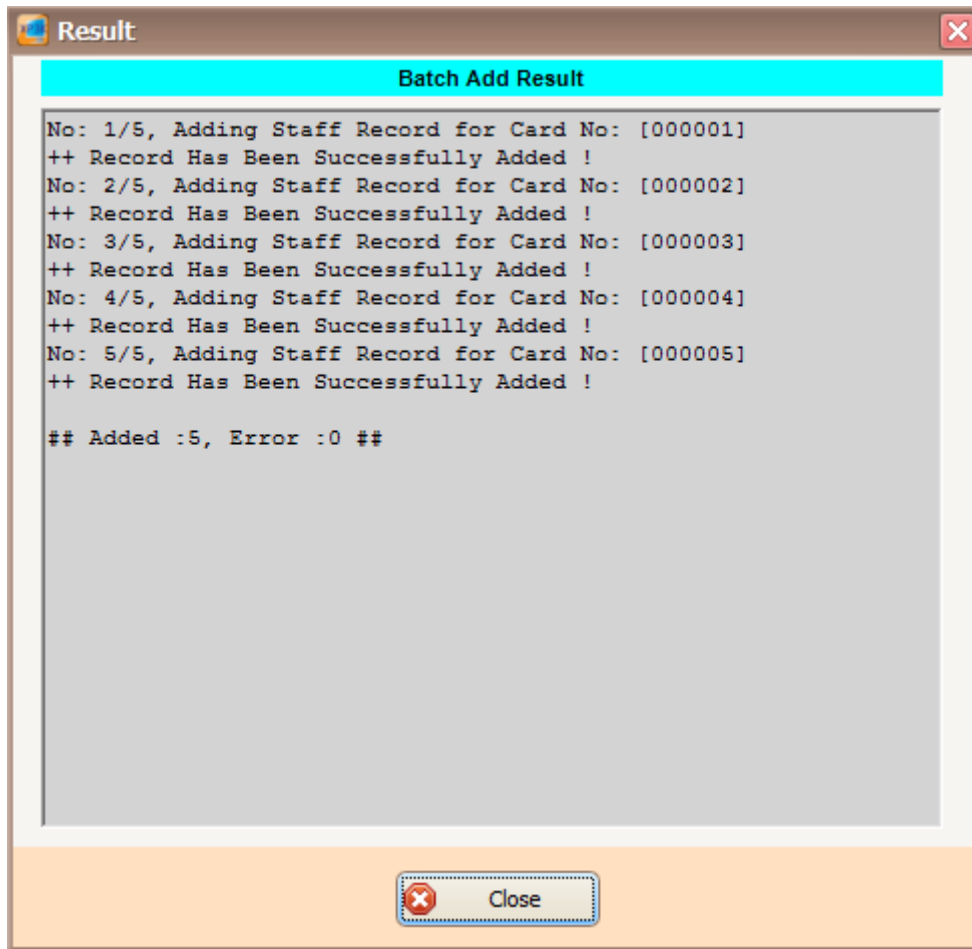 Result
Batch Add Result
No: 1/5, Adding Staff Record for Card No: [000001]
++ Record Has Been Successfully Added !
No: 2/5, Adding Staff Record for Card No: [000002]
++ Record Has Been Successfully Added !
No: 3/5, Adding Staff Record for Card No: [000003]
++ Record Has Been Successfully Added !
No: 4/5, Adding Staff Record for Card No: [000004]
++ Record Has Been Successfully Added !
No: 5/5, Adding Staff Record for Card No: [000005]
++ Record Has Been Successfully Added !
## Added :5, Error :0 ##
Close